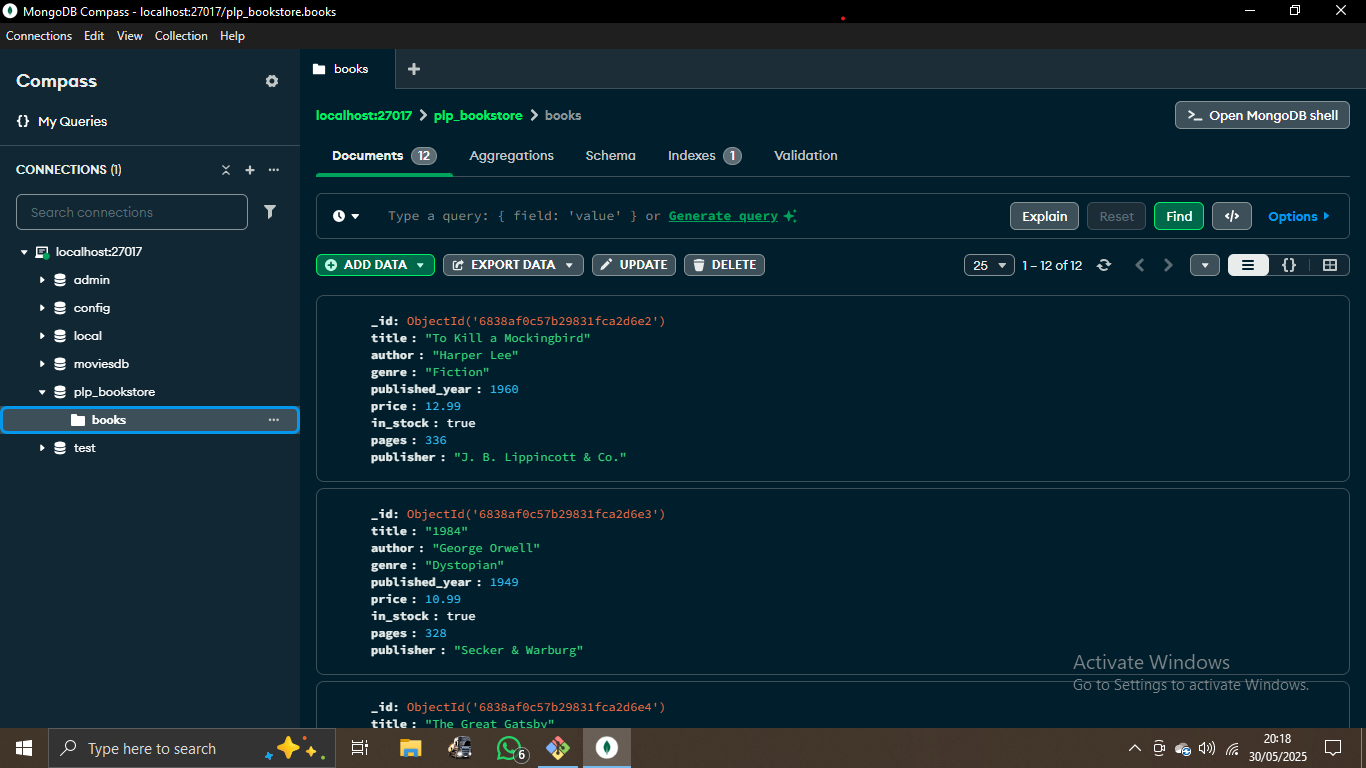 MongoDB Compass - localhost:27017/plp_bookstore.books
Connections Edit View Collection Help
Compass
{} My Queries
CONNECTIONS (1)
Search connections
localhost:27017
admin
config
local
moviesdb
plp_bookstore
books
test
books
localhost:27017 > plp_bookstore > books
>_ Open MongoDB shell
Documents 12 Aggregations Schema Indexes 1 Validation
Type a query: { field: 'value' } or Generate query
Explain Reset Find </> Options
ADD DATA EXPORT DATA UPDATE DELETE
25 1 – 12 of 12 {}
_id: ObjectId('6838af0c57b29831fca2d6e2')
title : "To Kill a Mockingbird"
author : "Harper Lee"
genre : "Fiction"
published_year : 1960
price : 12.99
in_stock : true
pages : 336
publisher : "J. B. Lippincott & Co."
_id: ObjectId('6838af0c57b29831fca2d6e3')
title : "1984"
author : "George Orwell"
genre : "Dystopian"
published_year : 1949
price : 10.99
in_stock : true
pages : 328
publisher : "Secker & Warburg"
_id: ObjectId('6838af0c57b29831fca2d6e4')
title : "The Great Gatsby"
Activate Windows
Go to Settings to activate Windows.
Type here to search
6
20:18
30/05/2025